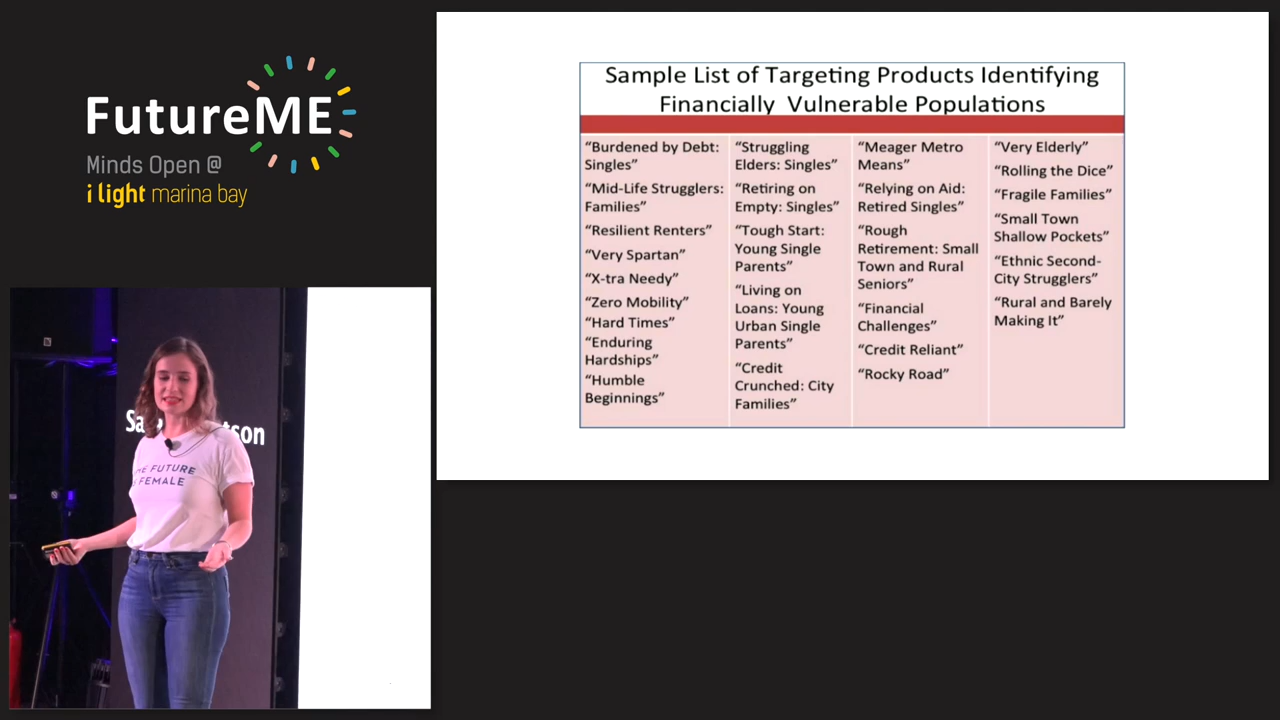 FutureME
Minds Open @
i light marina bay
Sample List of Targeting Products Identifying
Financially Vulnerable Populations
“Burdened by Debt:
Singles”
“Mid-Life Strugglers:
Families”
“Resilient Renters”
“Very Spartan”
“X-tra Needy”
“Zero Mobility”
“Hard Times”
“Enduring
Hardships”
“Humble
Beginnings”
“Struggling
Elders: Singles”
“Retiring on
Empty: Singles”
“Tough Start:
Young Single
Parents”
“Living on
Loans: Young
Urban Single
Parents”
“Credit
Crunched: City
Families”
“Meager Metro
Means”
“Relying on Aid:
Retired Singles”
“Rough
Retirement: Small
Town and Rural
Seniors”
“Financial
Challenges”
“Credit Reliant”
“Rocky Road”
“Very Elderly”
“Rolling the Dice”
“Fragile Families”
“Small Town
Shallow Pockets”
“Ethnic Second-
City Strugglers”
“Rural and Barely
Making It”
FUTURE
FEMALE